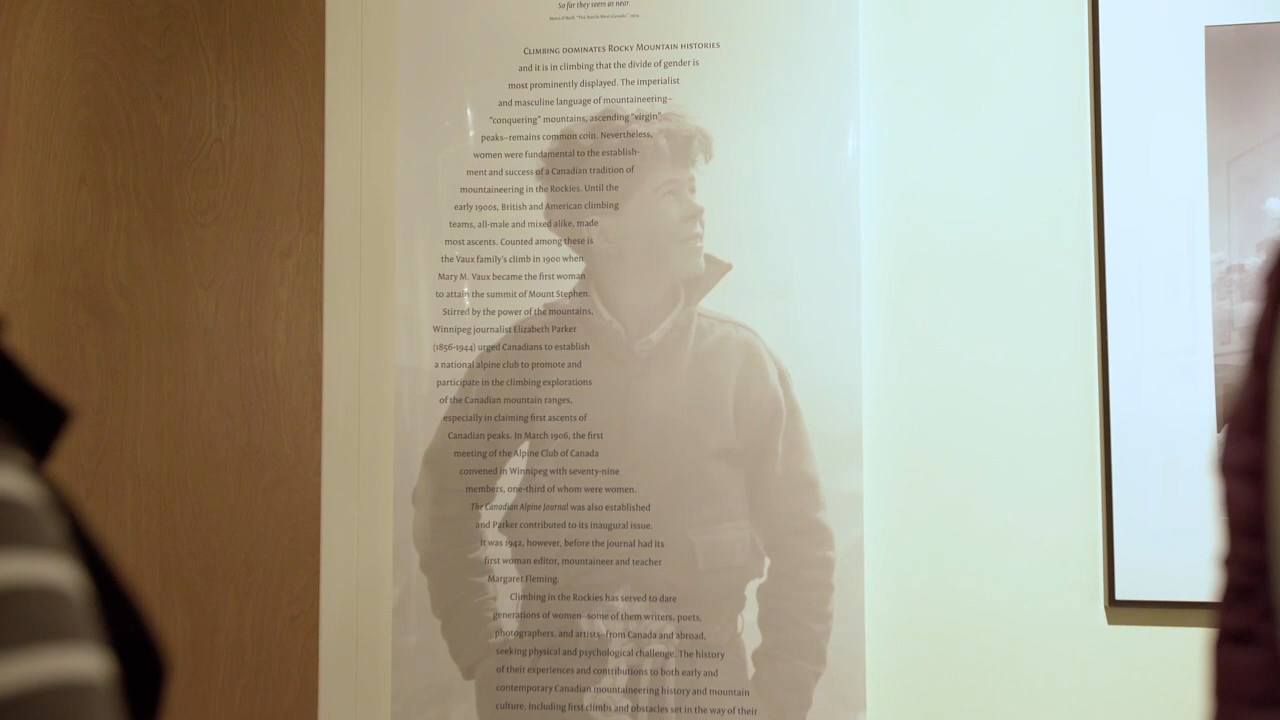 So far they seem as near.
CLIMBING DOMINATES ROCKY MOUNTAIN HISTORIES
and it is in climbing that the divide of gender is
most prominently displayed. The imperialist
and masculine language of mountaineering–
"conquering" mountains, ascending "virgin"
peaks–remains common coin. Nevertheless,
women were fundamental to the establish-
ment and success of a Canadian tradition of
mountaineering in the Rockies. Until the
early 1900s, British and American climbing
teams, all-male and mixed alike, made
most ascents. Counted among these is
the Vaux family's climb in 1900 when
Mary M. Vaux became the first woman
to attain the summit of Mount Stephen.
Stirred by the power of the mountains,
Winnipeg journalist Elizabeth Parker
(1856-1944) urged Canadians to establish
a national alpine club to promote and
participate in the climbing explorations
of the Canadian mountain ranges,
especially in claiming first ascents of
Canadian peaks. In March 1906, the first
meeting of the Alpine Club of Canada
convened in Winnipeg with seventy-nine
members, one-third of whom were women.
The Canadian Alpine Journal was also established
and Parker contributed to its inaugural issue.
It was 1942, however, before the journal had its
first woman editor, mountaineer and teacher
Margaret Fleming.
Climbing in the Rockies has served to dare
generations of women–some of them writers, poets,
photographers, and artists–from Canada and abroad,
seeking physical and psychological challenge. The history
of their experiences and contributions to both early and
contemporary Canadian mountaineering history and mountain
culture, including first climbs and obstacles set in the way of their